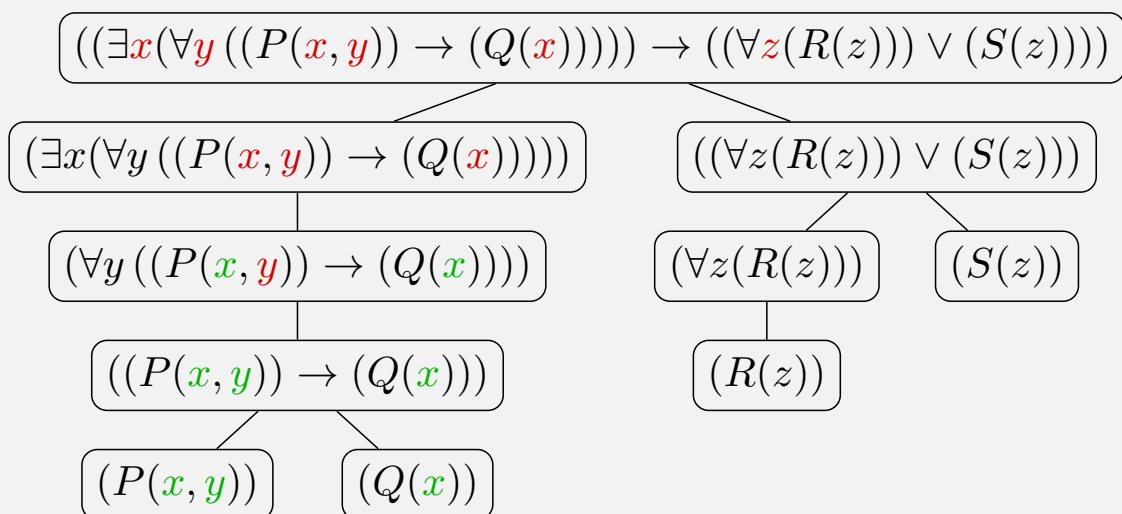 ((∃x(∀y ((P(x, y)) → (Q(x))))) → ((∀z(R(z))) ∨ (S(z))))
(∃x(∀y ((P(x, y)) → (Q(x)))))
((∀z(R(z))) ∨ (S(z)))
(∀y ((P(x, y)) → (Q(x))))
(∀z(R(z)))
(S(z))
((P(x, y)) → (Q(x)))
(R(z))
(P(x, y))
(Q(x))